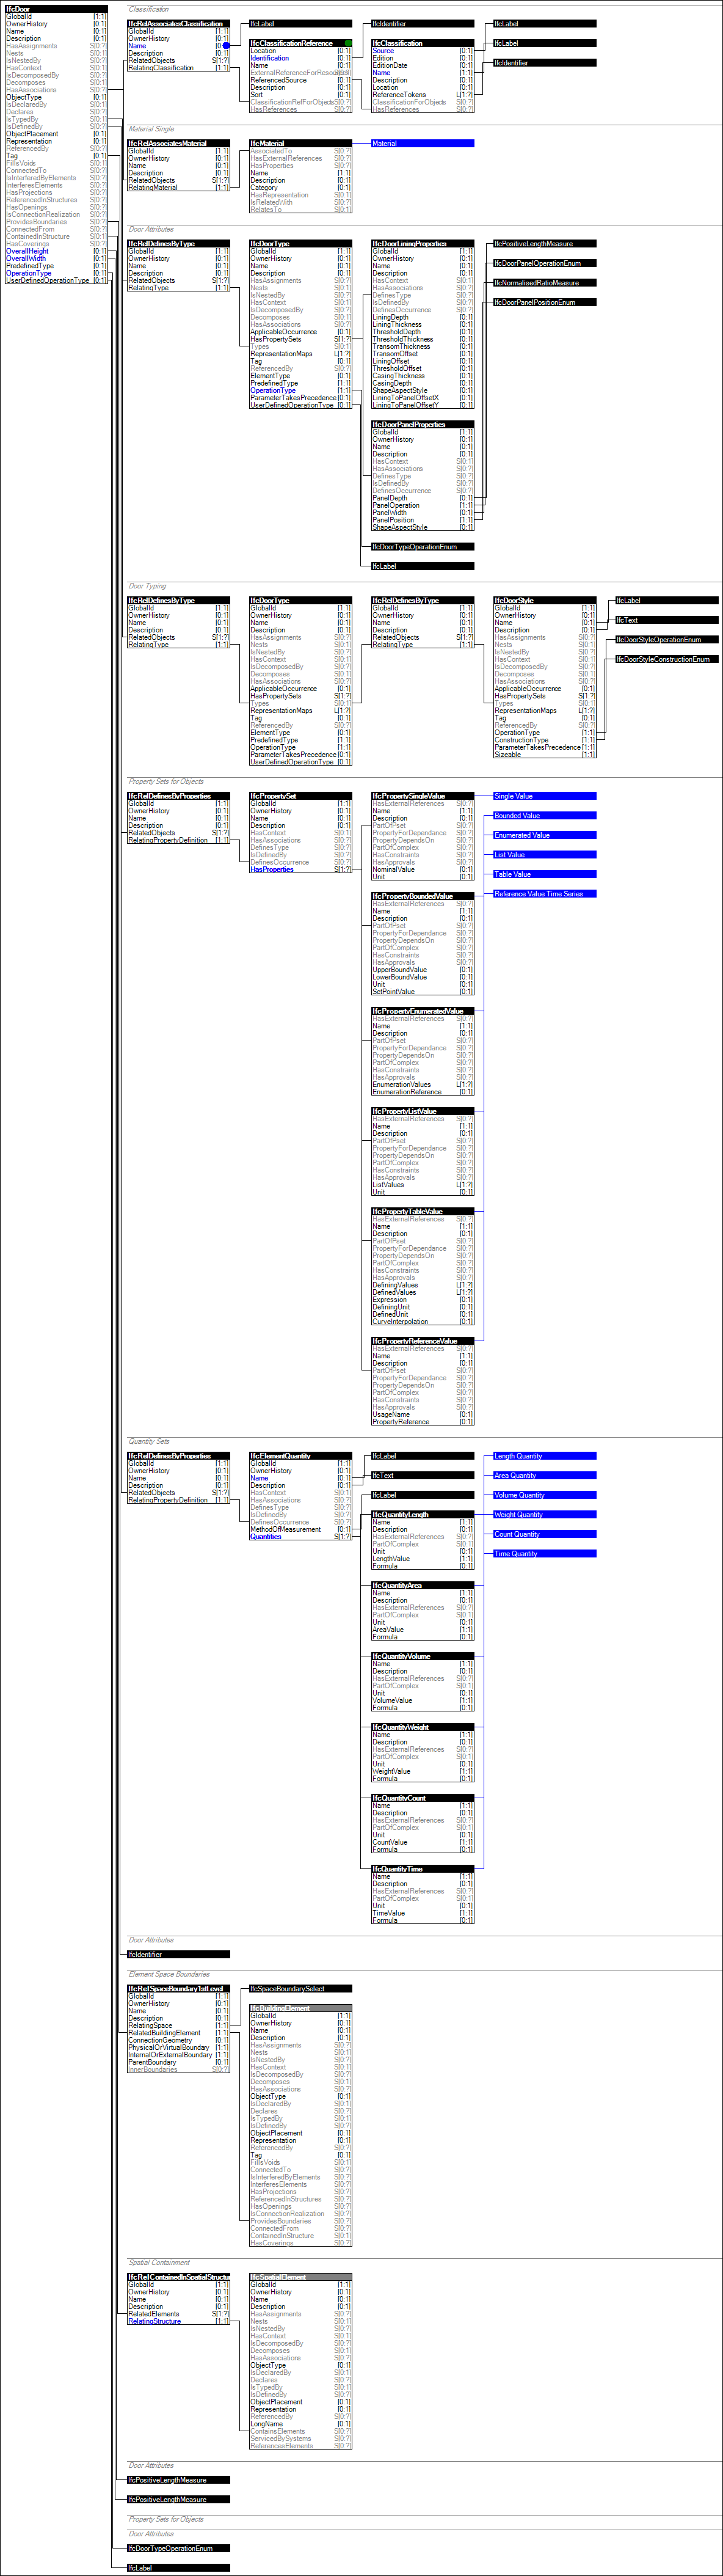 IfcDoor
GlobalId [1:1]
OwnerHistory [0:1]
Name [0:1]
Description [0:1]
HasAssignments S[0:?]
Nests S[0:1]
IsNestedBy S[0:?]
HasContext S[0:1]
IsDecomposedBy S[0:?]
Decomposes S[0:1]
HasAssociations S[0:?]
ObjectType [0:1]
IsDeclaredBy S[0:1]
Declares S[0:?]
IsTypedBy S[0:1]
IsDefinedBy S[0:?]
ObjectPlacement [0:1]
Representation [0:1]
ReferencedBy S[0:?]
Tag [0:1]
FillsVoids S[0:1]
ConnectedTo S[0:?]
IsInterferedByElements S[0:?]
InterferesElements S[0:?]
HasProjections S[0:?]
ReferencedInStructures S[0:?]
HasOpenings S[0:?]
IsConnectionRealization S[0:?]
ProvidesBoundaries S[0:?]
ConnectedFrom S[0:?]
ContainedInStructure S[0:1]
HasCoverings S[0:?]
OverallHeight [0:1]
OverallWidth [0:1]
PredefinedType [0:1]
OperationType [0:1]
UserDefinedOperationType [0:1]
Classification
IfcRelAssociatesClassification
GlobalId [1:1]
OwnerHistory [0:1]
Name
Description [0:1]
RelatedObjects S[1:?]
RelatingClassification [1:1]
IfcLabel
IfcClassificationReference
Location [0:1]
Identification [0:1]
Name [0:1]
ReferencedSource [0:1]
Description [0:1]
Sort [0:1]
HasReferences S[0:?]
IfcIdentifier
IfcClassification
Source [0:1]
Edition [0:1]
EditionDate [0:1]
Name [1:1]
Description [0:1]
Location [0:1]
ReferenceTokens L[1:?]
ClassificationForObjects S[0:?]
HasReferences S[0:?]
IfcLabel
IfcLabel
IfcIdentifier
Material Single
IfcRelAssociatesMaterial
GlobalId [1:1]
OwnerHistory [0:1]
Name [0:1]
Description [0:1]
RelatedObjects S[1:?]
RelatingMaterial [1:1]
IfcMaterial
AssociatedTo S[0:?]
HasExternalReferences S[0:?]
HasProperties S[0:?]
Name [1:1]
Description [0:1]
Category [0:1]
HasRepresentation S[0:1]
IsRelatedWith S[0:?]
RelatesTo S[0:1]
Material
Door Attributes
IfcRelDefinesByType
GlobalId [1:1]
OwnerHistory [0:1]
Name [0:1]
Description [0:1]
RelatedObjects S[1:?]
RelatingType [1:1]
IfcDoorType
GlobalId [1:1]
OwnerHistory [0:1]
Name [0:1]
Description [0:1]
HasAssignments S[0:?]
Nests S[0:1]
IsNestedBy S[0:?]
HasContext S[0:1]
IsDecomposedBy S[0:?]
Decomposes S[0:1]
HasAssociations S[0:?]
ApplicableOccurrence [0:1]
HasPropertySets S[1:?]
Types S[0:1]
RepresentationMaps L[1:?]
Tag [0:1]
ReferencedBy S[0:?]
ElementType [0:1]
PredefinedType [1:1]
OperationType [1:1]
ParameterTakesPrecedence [0:1]
UserDefinedOperationType [0:1]
IfcDoorLiningProperties
GlobalId [1:1]
OwnerHistory [0:1]
Name [0:1]
Description [0:1]
HasContext S[0:1]
HasAssociations S[0:?]
DefinesType S[0:?]
IsDefinedBy S[0:?]
DefinesOccurrence S[0:?]
LiningDepth [0:1]
LiningThickness [0:1]
ThresholdDepth [0:1]
ThresholdThickness [0:1]
TransomThickness [0:1]
TransomOffset [0:1]
LiningOffset [0:1]
ThresholdOffset [0:1]
CasingThickness [0:1]
CasingDepth [0:1]
ShapeAspectStyle [0:1]
LiningToPanelOffsetX [0:1]
LiningToPanelOffsetY [0:1]
IfcDoorPanelProperties
GlobalId [1:1]
OwnerHistory [0:1]
Name [0:1]
Description [0:1]
HasContext S[0:1]
HasAssociations S[0:?]
DefinesType S[0:?]
IsDefinedBy S[0:?]
DefinesOccurrence S[0:?]
PanelDepth [0:1]
PanelOperation [1:1]
PanelWidth [0:1]
PanelPosition [1:1]
ShapeAspectStyle [0:1]
IfcDoorTypeOperationEnum
IfcLabel
IfcPositiveLengthMeasure
IfcDoorPanelOperationEnum
IfcNormalisedRatioMeasure
IfcDoorPanelPositionEnum
Door Typing
IfcRelDefinesByType
GlobalId [1:1]
OwnerHistory [0:1]
Name [0:1]
Description [0:1]
RelatedObjects S[1:?]
RelatingType [1:1]
IfcDoorType
GlobalId [1:1]
OwnerHistory [0:1]
Name [0:1]
Description [0:1]
HasAssignments S[0:?]
Nests S[0:1]
IsNestedBy S[0:?]
HasContext S[0:1]
IsDecomposedBy S[0:?]
Decomposes S[0:1]
HasAssociations S[0:?]
ApplicableOccurrence [0:1]
HasPropertySets S[1:?]
Types S[0:1]
RepresentationMaps L[1:?]
Tag [0:1]
ReferencedBy S[0:?]
ElementType [0:1]
PredefinedType [1:1]
OperationType [1:1]
ParameterTakesPrecedence [0:1]
UserDefinedOperationType [0:1]
IfcRelDefinesByType
GlobalId [1:1]
OwnerHistory [0:1]
Name [0:1]
Description [0:1]
RelatedObjects S[1:?]
RelatingType [1:1]
IfcDoorStyle
GlobalId [1:1]
OwnerHistory [0:1]
Name [0:1]
Description [0:1]
HasAssignments S[0:?]
Nests S[0:1]
IsNestedBy S[0:?]
HasContext S[0:1]
IsDecomposedBy S[0:?]
Decomposes S[0:1]
HasAssociations S[0:?]
ApplicableOccurrence [0:1]
HasPropertySets S[1:?]
Types S[0:1]
RepresentationMaps L[1:?]
Tag [0:1]
ReferencedBy S[0:?]
OperationType [1:1]
ConstructionType [1:1]
ParameterTakesPrecedence [1:1]
Sizeable [1:1]
IfcLabel
IfcText
IfcDoorStyleOperationEnum
IfcDoorStyleConstructionEnum
Property Sets for Objects
IfcRelDefinesByProperties
GlobalId [1:1]
OwnerHistory [0:1]
Name [0:1]
Description [0:1]
RelatedObjects S[1:?]
RelatingPropertyDefinition [1:1]
IfcPropertySet
GlobalId [1:1]
OwnerHistory [0:1]
Name [0:1]
Description [0:1]
HasContext S[0:1]
HasAssociations S[0:?]
DefinesType S[0:?]
IsDefinedBy S[0:?]
DefinesOccurrence S[0:?]
HasProperties S[1:?]
IfcPropertySingleValue
HasExternalReferences S[0:?]
Name [1:1]
Description [0:1]
PartOfPset S[0:?]
PropertyForDependance S[0:?]
PropertyDependsOn S[0:?]
PartOfComplex S[0:?]
HasConstraints S[0:?]
HasApprovals S[0:?]
NominalValue [0:1]
Unit [0:1]
IfcPropertyBoundedValue
HasExternalReferences S[0:?]
Name [1:1]
Description [0:1]
PartOfPset S[0:?]
PropertyForDependance S[0:?]
PropertyDependsOn S[0:?]
PartOfComplex S[0:?]
HasConstraints S[0:?]
HasApprovals S[0:?]
UpperBoundValue [0:1]
LowerBoundValue [0:1]
Unit [0:1]
SetPointValue [0:1]
IfcPropertyEnumeratedValue
HasExternalReferences S[0:?]
Name [1:1]
Description [0:1]
PartOfPset S[0:?]
PropertyForDependance S[0:?]
PropertyDependsOn S[0:?]
PartOfComplex S[0:?]
HasConstraints S[0:?]
HasApprovals S[0:?]
EnumerationValues L[1:?]
EnumerationReference [0:1]
IfcPropertyListValue
HasExternalReferences S[0:?]
Name [1:1]
Description [0:1]
PartOfPset S[0:?]
PropertyForDependance S[0:?]
PropertyDependsOn S[0:?]
PartOfComplex S[0:?]
HasConstraints S[0:?]
HasApprovals S[0:?]
ListValues L[1:?]
Unit [0:1]
IfcPropertyTableValue
HasExternalReferences S[0:?]
Name [1:1]
Description [0:1]
PartOfPset S[0:?]
PropertyForDependance S[0:?]
PropertyDependsOn S[0:?]
PartOfComplex S[0:?]
HasConstraints S[0:?]
HasApprovals S[0:?]
DefiningValues L[1:?]
DefinedValues L[1:?]
Expression [0:1]
DefiningUnit [0:1]
DefinedUnit [0:1]
CurveInterpolation [0:1]
IfcPropertyReferenceValue
HasExternalReferences S[0:?]
Name [1:1]
Description [0:1]
PartOfPset S[0:?]
PropertyForDependance S[0:?]
PropertyDependsOn S[0:?]
PartOfComplex S[0:?]
HasConstraints S[0:?]
HasApprovals S[0:?]
UsageName [0:1]
PropertyReference [0:1]
Single Value
Bounded Value
Enumerated Value
List Value
Table Value
Reference Value Time Series
Quantity Sets
IfcRelDefinesByProperties
GlobalId [1:1]
OwnerHistory [0:1]
Name [0:1]
Description [0:1]
RelatedObjects S[1:?]
RelatingPropertyDefinition [1:1]
IfcElementQuantity
GlobalId [1:1]
OwnerHistory [0:1]
Name [0:1]
Description [0:1]
HasContext S[0:1]
HasAssociations S[0:?]
DefinesType S[0:?]
IsDefinedBy S[0:?]
DefinesOccurrence S[0:?]
MethodOfMeasurement [0:1]
Quantities S[1:?]
IfcLabel
IfcText
IfcLabel
IfcQuantityLength
Name [1:1]
Description [0:1]
HasExternalReferences S[0:?]
PartOfComplex S[0:1]
Unit [0:1]
LengthValue [1:1]
Formula [0:1]
IfcQuantityArea
Name [1:1]
Description [0:1]
HasExternalReferences S[0:?]
PartOfComplex S[0:1]
Unit [0:1]
AreaValue [1:1]
Formula [0:1]
IfcQuantityVolume
Name [1:1]
Description [0:1]
HasExternalReferences S[0:?]
PartOfComplex S[0:1]
Unit [0:1]
VolumeValue [1:1]
Formula [0:1]
IfcQuantityWeight
Name [1:1]
Description [0:1]
HasExternalReferences S[0:?]
PartOfComplex S[0:1]
Unit [0:1]
WeightValue [1:1]
Formula [0:1]
IfcQuantityCount
Name [1:1]
Description [0:1]
HasExternalReferences S[0:?]
PartOfComplex S[0:1]
Unit [0:1]
CountValue [1:1]
Formula [0:1]
IfcQuantityTime
Name [1:1]
Description [0:1]
HasExternalReferences S[0:?]
PartOfComplex S[0:1]
Unit [0:1]
TimeValue [1:1]
Formula [0:1]
Length Quantity
Area Quantity
Volume Quantity
Weight Quantity
Count Quantity
Time Quantity
Door Attributes
IfcIdentifier
Element Space Boundaries
IfcRelSpaceBoundary1stLevel
GlobalId [1:1]
OwnerHistory [0:1]
Name [0:1]
Description [0:1]
RelatingSpace [1:1]
RelatedBuildingElement [1:1]
ConnectionGeometry [0:1]
PhysicalOrVirtualBoundary [1:1]
InternalOrExternalBoundary [1:1]
ParentBoundary [0:1]
InnerBoundaries S[0:?]
IfcSpaceBoundarySelect
IfcBuildingElement
GlobalId [1:1]
OwnerHistory [0:1]
Name [0:1]
Description [0:1]
HasAssignments S[0:?]
Nests S[0:1]
IsNestedBy S[0:?]
HasContext S[0:1]
IsDecomposedBy S[0:?]
Decomposes S[0:1]
HasAssociations S[0:?]
ObjectType [0:1]
IsDeclaredBy S[0:1]
Declares S[0:?]
IsTypedBy S[0:1]
IsDefinedBy S[0:?]
ObjectPlacement [0:1]
Representation [0:1]
ReferencedBy S[0:?]
Tag [0:1]
FillsVoids S[0:1]
ConnectedTo S[0:?]
IsInterferedByElements S[0:?]
InterferesElements S[0:?]
HasProjections S[0:?]
ReferencedInStructures S[0:?]
HasOpenings S[0:?]
IsConnectionRealization S[0:?]
ProvidesBoundaries S[0:?]
ConnectedFrom S[0:?]
ContainedInStructure S[0:1]
HasCoverings S[0:?]
Spatial Containment
IfcRelContainedInSpatialStructure
GlobalId [1:1]
OwnerHistory [0:1]
Name [0:1]
Description [0:1]
RelatedElements S[1:?]
RelatingStructure [1:1]
IfcSpatialElement
GlobalId [1:1]
OwnerHistory [0:1]
Name [0:1]
Description [0:1]
HasAssignments S[0:?]
Nests S[0:1]
IsNestedBy S[0:?]
HasContext S[0:1]
IsDecomposedBy S[0:?]
Decomposes S[0:1]
HasAssociations S[0:?]
ObjectType [0:1]
IsDeclaredBy S[0:1]
Declares S[0:?]
IsTypedBy S[0:1]
IsDefinedBy S[0:?]
ObjectPlacement [0:1]
Representation [0:1]
ReferencedBy S[0:?]
LongName [0:1]
ContainsElements S[0:?]
ServicedBySystems S[0:?]
ReferencesElements S[0:?]
Door Attributes
IfcPositiveLengthMeasure
IfcPositiveLengthMeasure
Property Sets for Objects
Door Attributes
IfcDoorTypeOperationEnum
IfcLabel